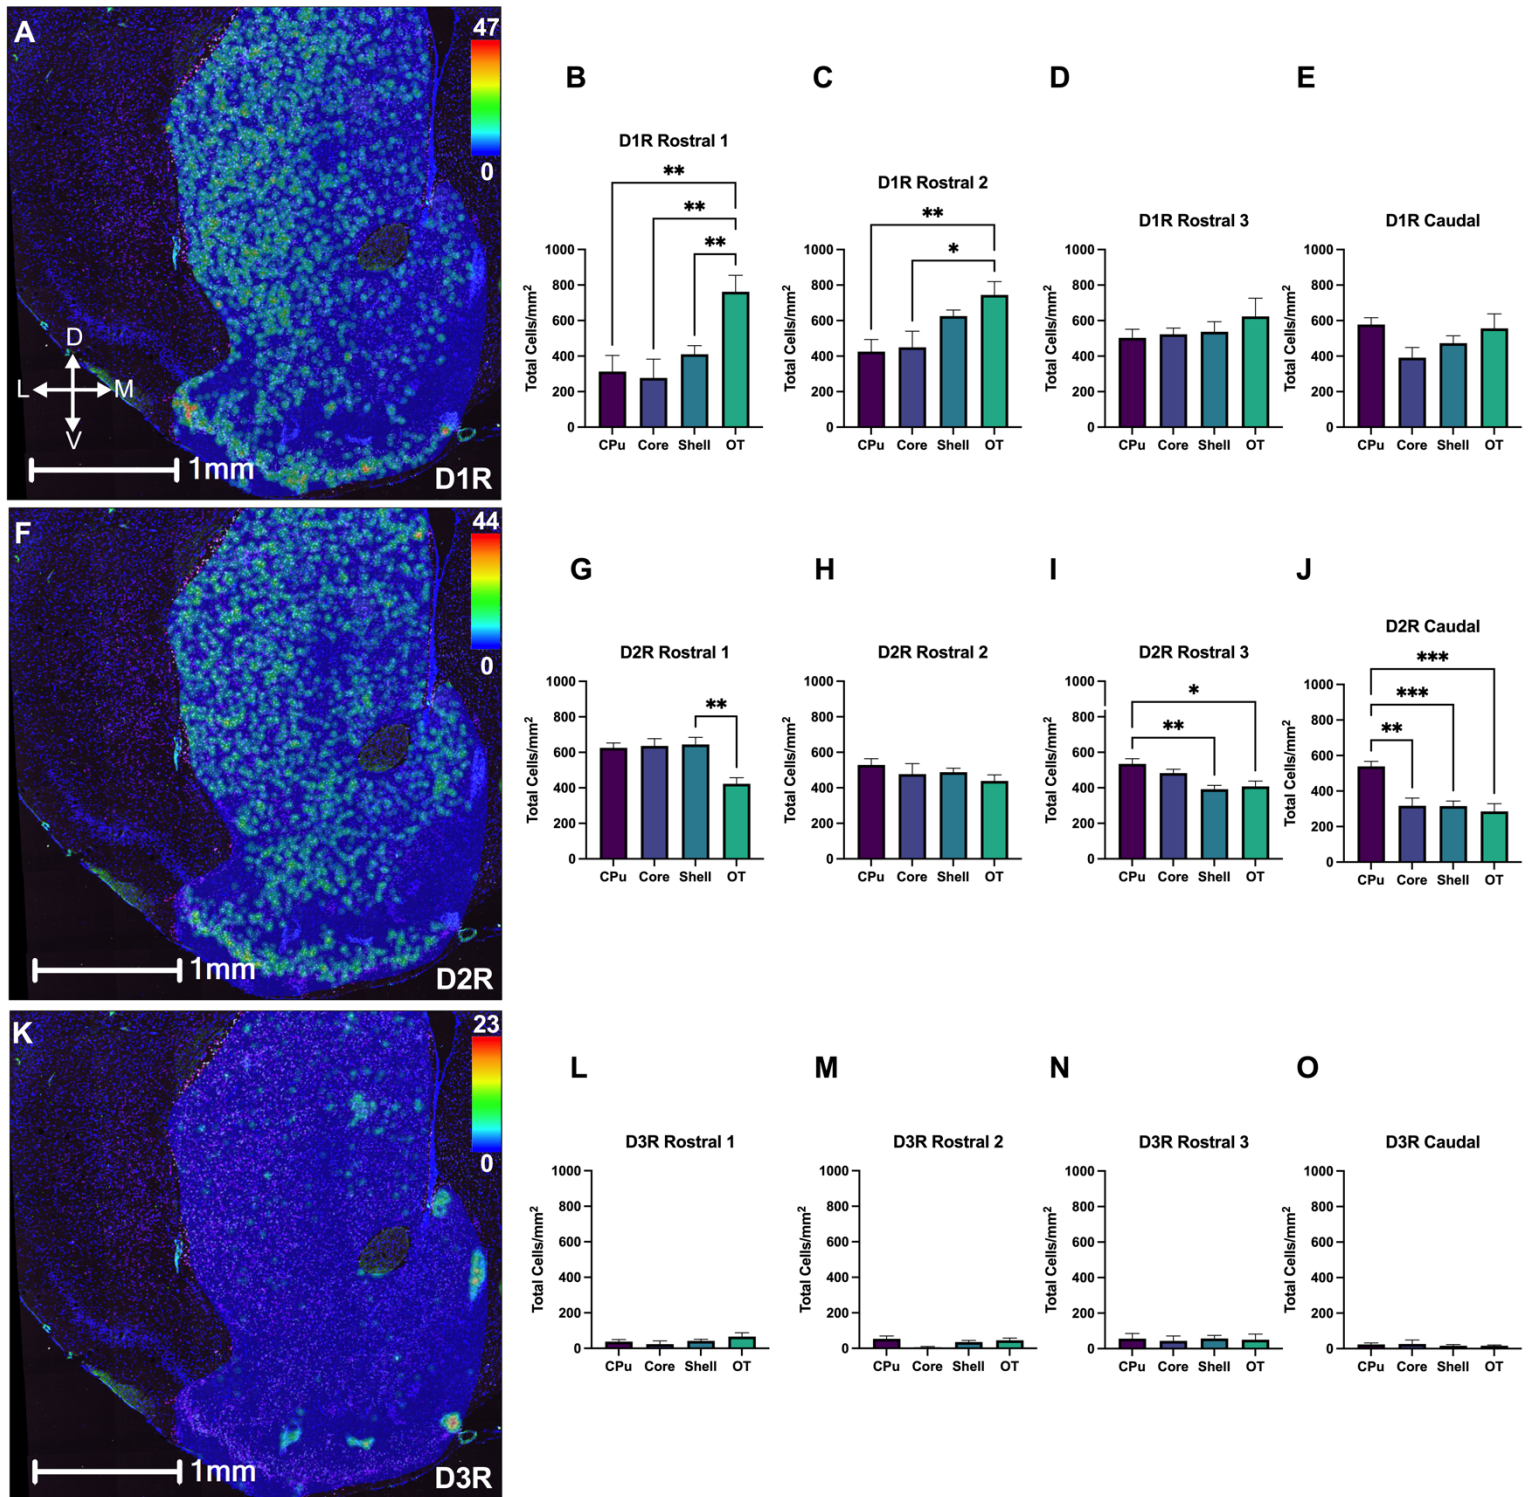 A
47
0
D
L M
V
1mm
D1R
B
D1R Rostral 1
**
**
**
Total Cells/mm²
1000
800
600
400
200
0
CPu Core Shell OT
C
D1R Rostral 2
**
*
Total Cells/mm²
1000
800
600
400
200
0
CPu Core Shell OT
D
D1R Rostral 3
Total Cells/mm²
1000
800
600
400
200
0
CPu Core Shell OT
E
D1R Caudal
Total Cells/mm²
1000
800
600
400
200
0
CPu Core Shell OT
F
44
0
1mm
D2R
G
D2R Rostral 1
**
Total Cells/mm²
1000
800
600
400
200
0
CPu Core Shell OT
H
D2R Rostral 2
Total Cells/mm²
1000
800
600
400
200
0
CPu Core Shell OT
I
D2R Rostral 3
*
**
Total Cells/mm²
1000
800
600
400
200
0
CPu Core Shell OT
J
D2R Caudal
***
***
**
Total Cells/mm²
1000
800
600
400
200
0
CPu Core Shell OT
K
23
0
1mm
D3R
L
D3R Rostral 1
Total Cells/mm²
1000
800
600
400
200
0
CPu Core Shell OT
M
D3R Rostral 2
Total Cells/mm²
1000
800
600
400
200
0
CPu Core Shell OT
N
D3R Rostral 3
Total Cells/mm²
1000
800
600
400
200
0
CPu Core Shell OT
O
D3R Caudal
Total Cells/mm²
1000
800
600
400
200
0
CPu Core Shell OT